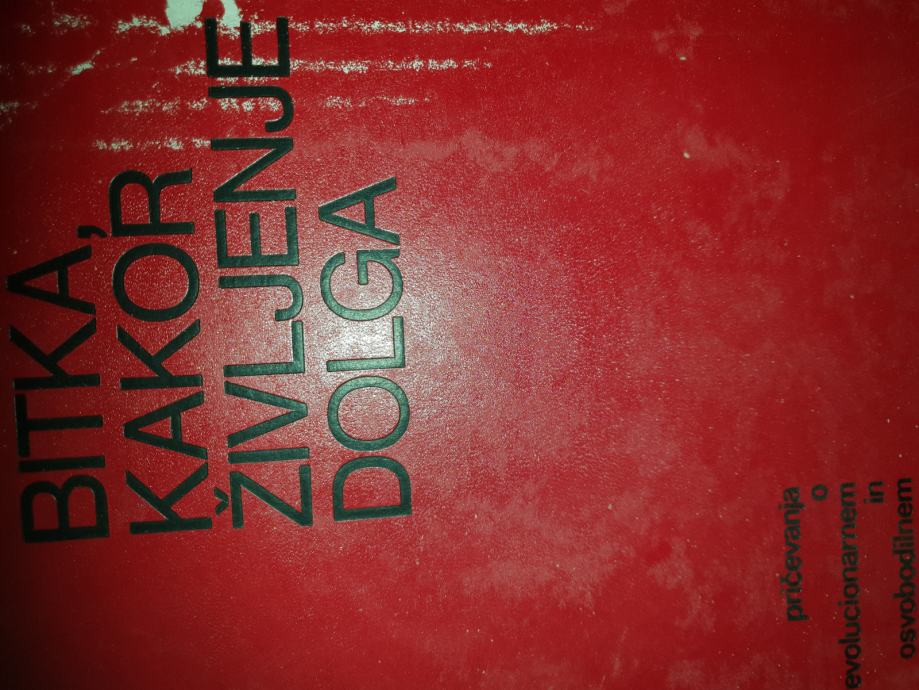 BITKA,
KAKOR
ŽIVLJENJE
DOLGA
pričevanja
o
evolucionarnem
in
osvobodilnem